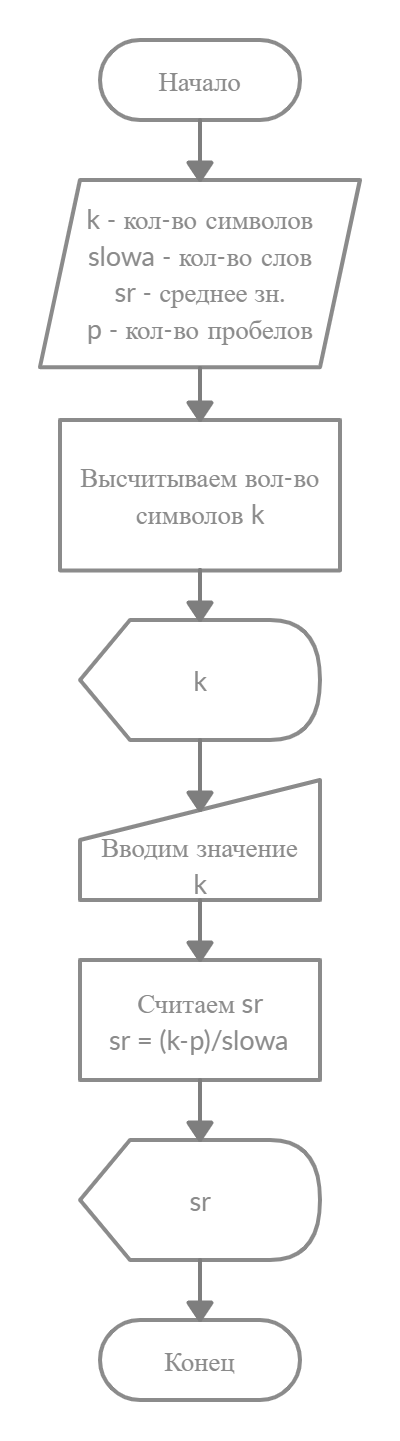 Начало
k - кол-во символов
slowa - кол-во слов
sr - среднее зн.
p - кол-во пробелов
Высчитываем вол-во
символов k
k
Вводим значение
k
Считаем sr
sr = (k-p)/slowa
sr
Конец